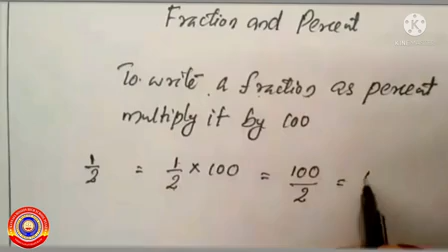 Fraction and Percent
To write a fraction as percent
multiply it by 100
1/2 = 1/2 × 100 = 100/2 =